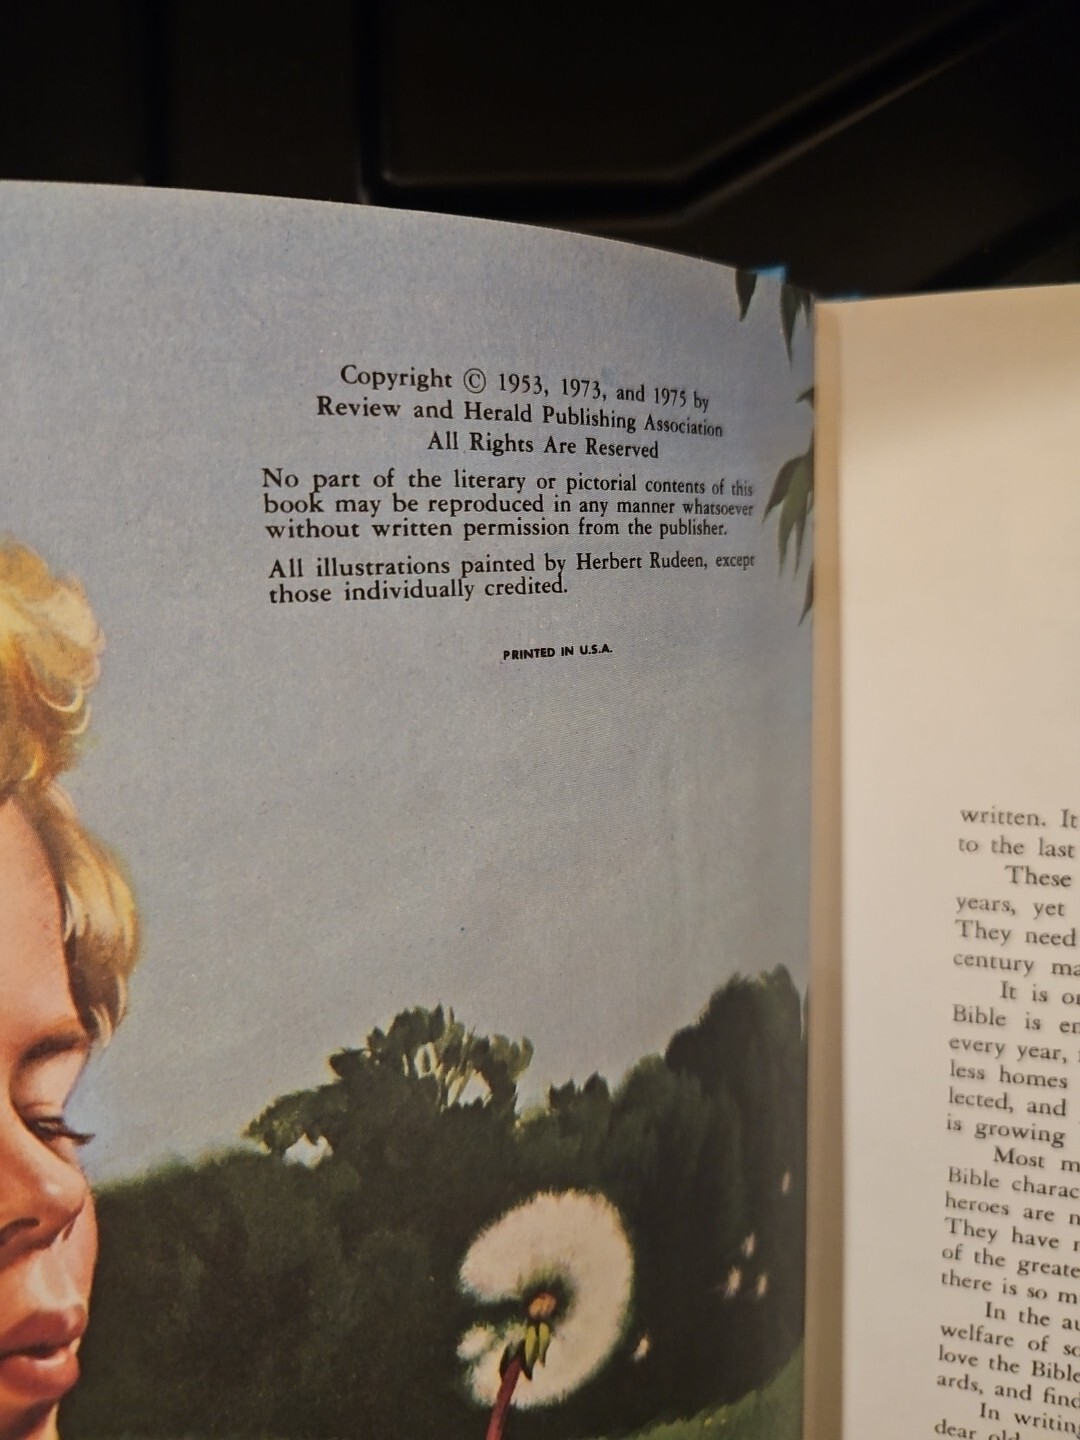 Copyright © 1953, 1973, and 1975 by
Review and Herald Publishing Association
All Rights Are Reserved
No part of the literary or pictorial contents of this
book may be reproduced in any manner whatsoever
without written permission from the publisher.
All illustrations painted by Herbert Rudeen, except
those individually credited.
PRINTED IN U.S.A.
written. It
to the last
These
years, yet
They need
century
It is
Bible is
every year,
less homes
lected, and
is growing
Most
Bible
heroes are
They have
of the
there is so
In the
welfare of
love the Bible
ards, and find
In
dear old